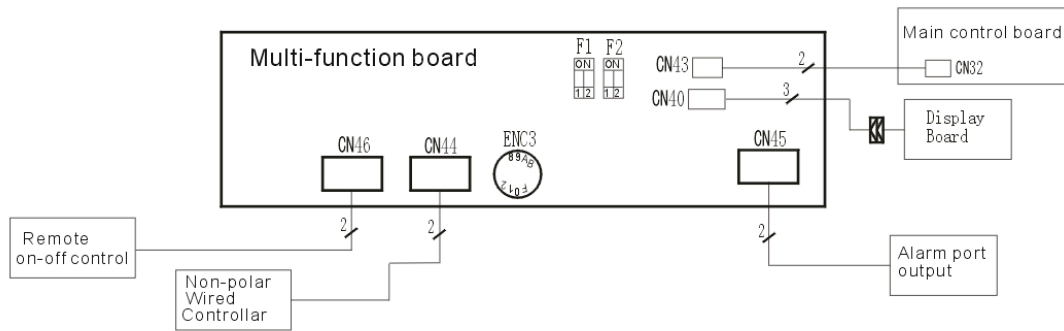 Multi-function board
F1
F2
ON
ON
1 2
1 2
CN43
2
Main control board
CN32
CN40
3
Display
Board
CN46
CN44
ENC3
89AB
F012
CN45
2
2
2
Remote
on-off control
Non-polar
Wired
Controllar
Alarm port
output